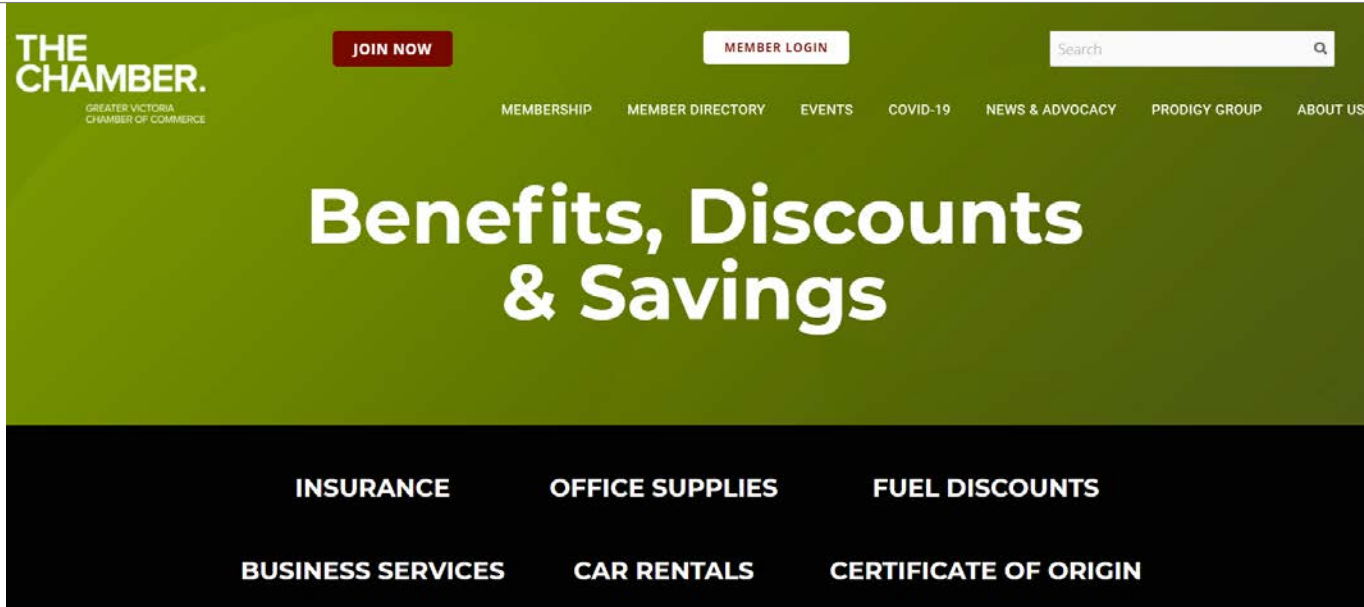 THE
CHAMBER.
GREATER VICTORIA
CHAMBER OF COMMERCE
JOIN NOW
MEMBER LOGIN
Search
MEMBERSHIP MEMBER DIRECTORY EVENTS COVID-19 NEWS & ADVOCACY PRODIGY GROUP ABOUT US
Benefits, Discounts
& Savings
INSURANCE OFFICE SUPPLIES FUEL DISCOUNTS
BUSINESS SERVICES CAR RENTALS CERTIFICATE OF ORIGIN